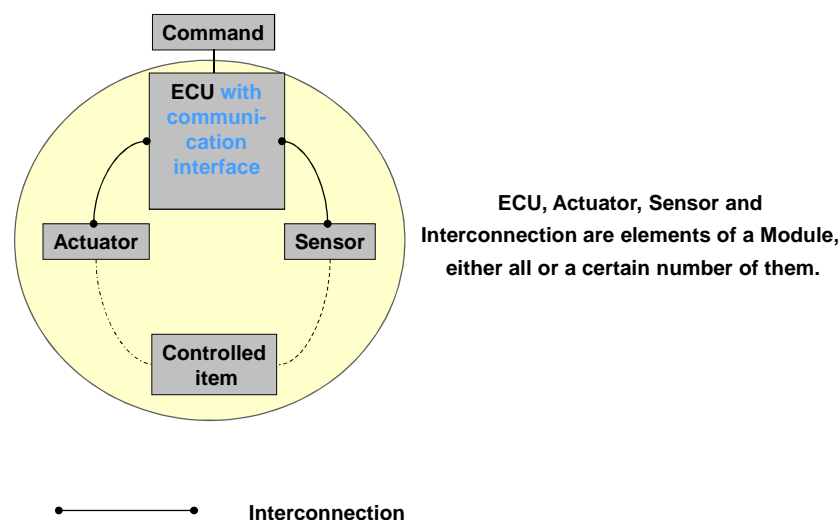 Command
ECU with
communi-
cation
interface
ECU, Actuator, Sensor and
Interconnection are elements of a Module,
either all or a certain number of them.
Actuator
Sensor
Controlled
item
Interconnection